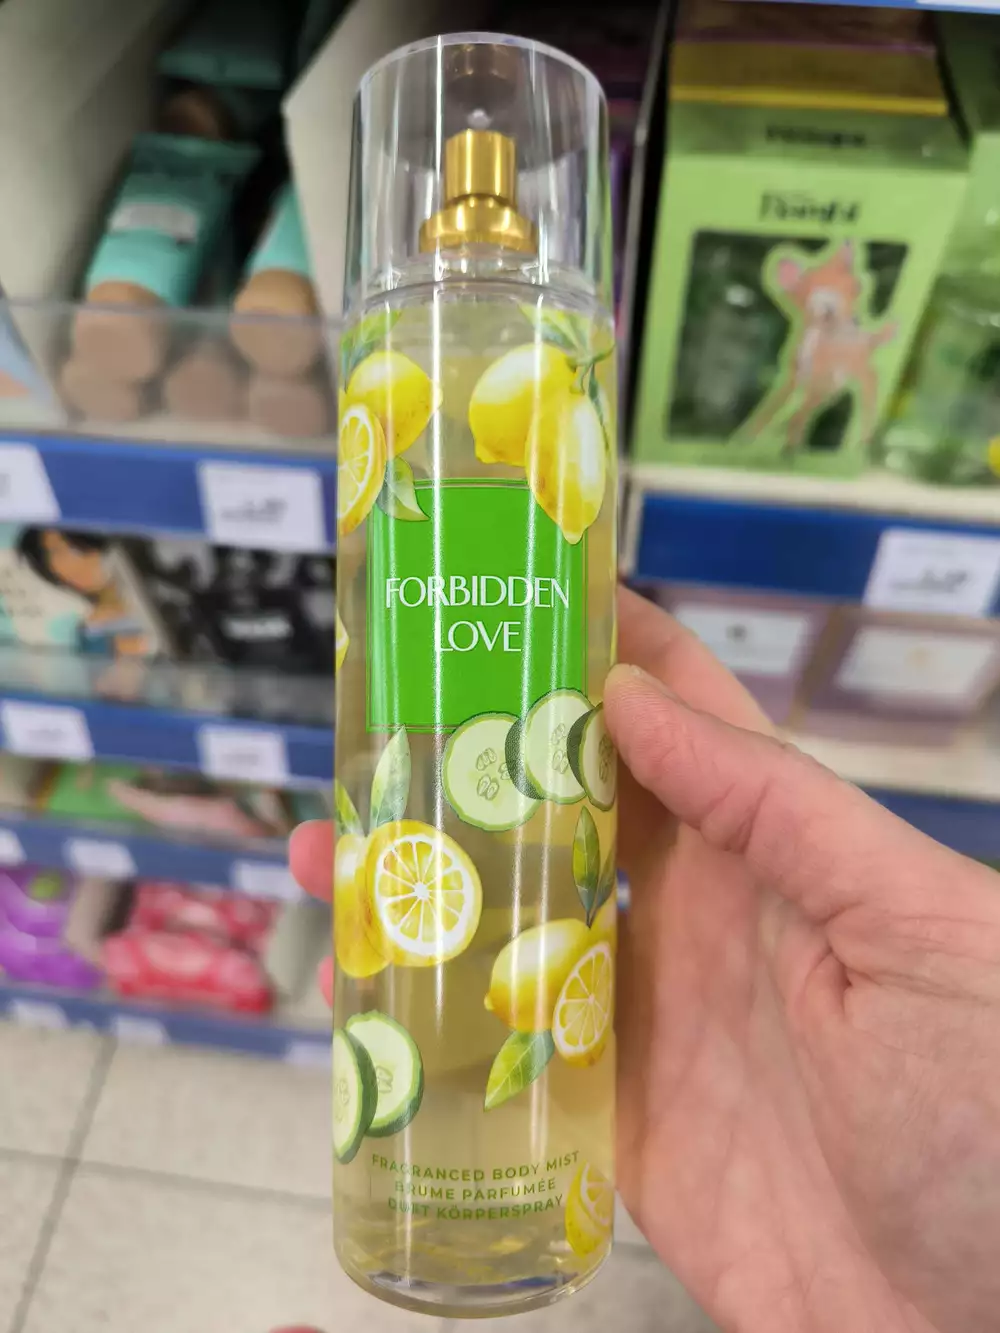 FORBIDDEN
LOVE
FRAGRANCED BODY MIST
BRUME PARFUMÉE
DUFT KÖRPERSPRAY